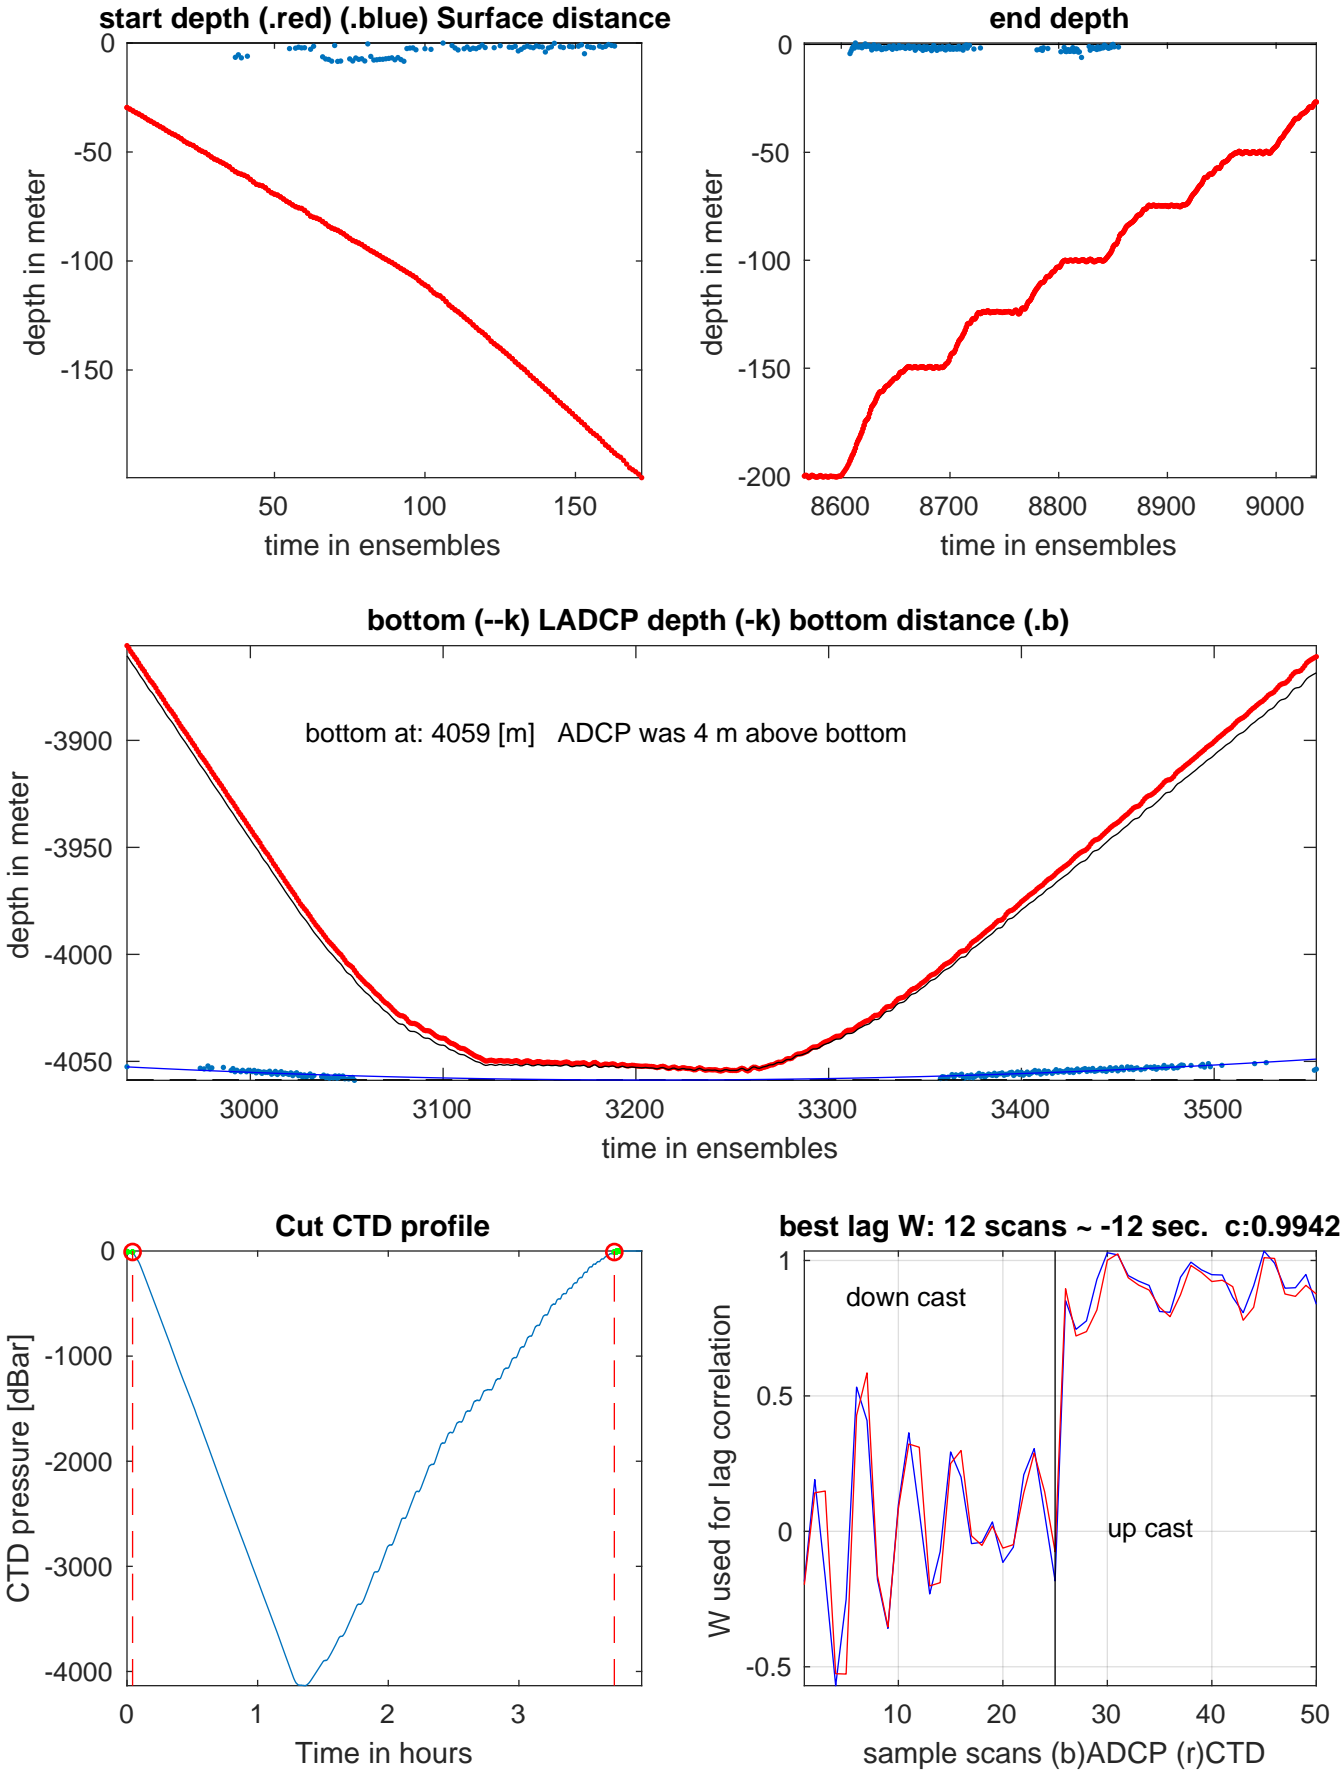 start depth (.red) (.blue) Surface distance
0
-50
-100
-150
depth in meter
50
100
150
time in ensembles
end depth
0
-50
-100
-150
-200
depth in meter
8600
8700
8800
8900
9000
time in ensembles
bottom (--k) LADCP depth (-k) bottom distance (.b)
bottom at: 4059 [m]   ADCP was 4 m above bottom
-3900
-3950
-4000
-4050
depth in meter
3000
3100
3200
3300
3400
3500
time in ensembles
Cut CTD profile
0
-1000
-2000
-3000
-4000
CTD pressure [dBar]
0
1
2
3
Time in hours
best lag W: 12 scans ~ -12 sec.  c:0.9942
1
0.5
0
-0.5
W used for lag correlation
down cast
up cast
10
20
30
40
50
sample scans (b)ADCP (r)CTD